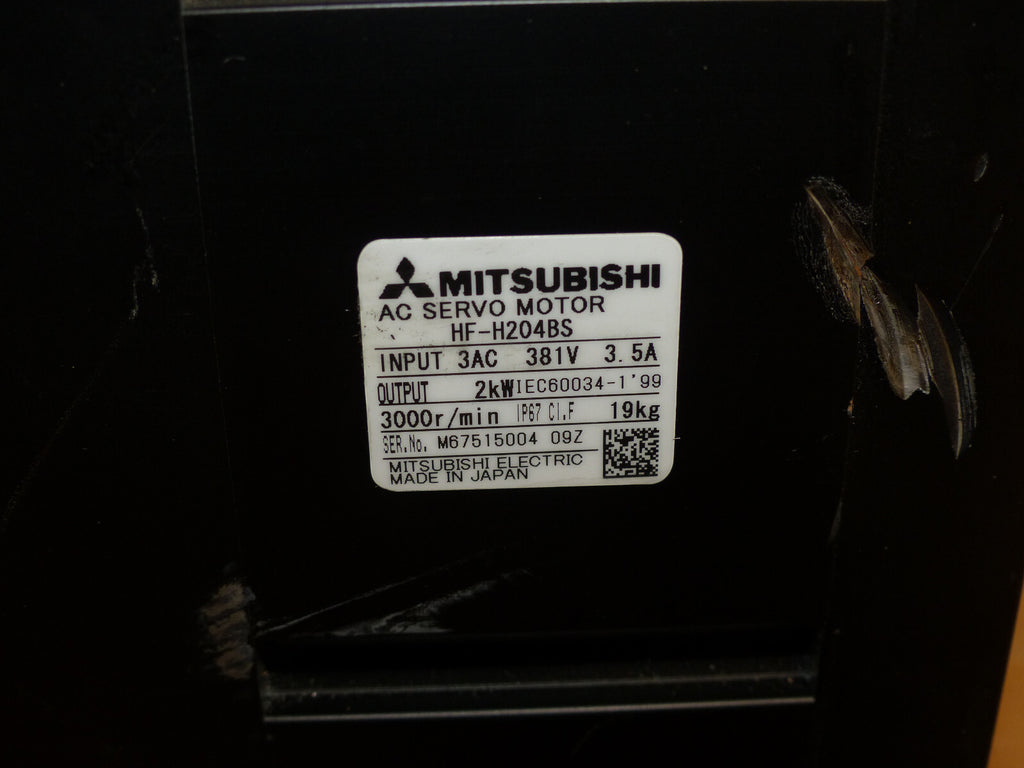 MITSUBISHI
AC SERVO MOTOR
HF-H204BS
INPUT 3AC 381V 3.5A
OUTPUT 2kW IEC60034-1'99
3000r/min IP67 CI.F 19kg
SER.No. M67515004 09Z
MITSUBISHI ELECTRIC
MADE IN JAPAN